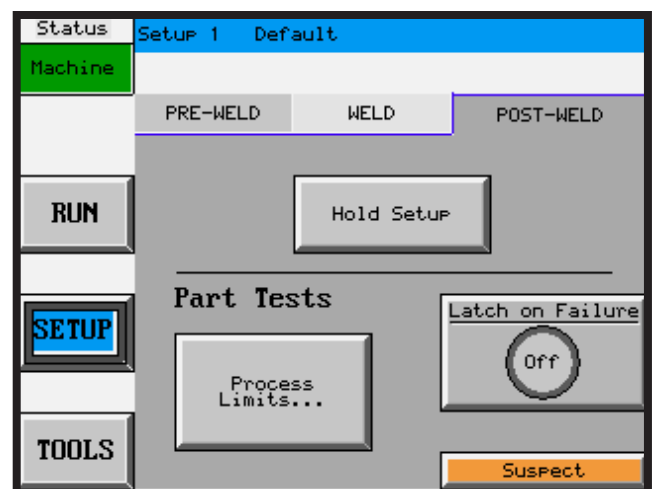 Status
Setup 1 Default
Machine
PRE-WELD
WELD
POST-WELD
RUN
Hold Setup
Part Tests
Latch on Failure
SETUP
Off
Process
Limits...
TOOLS
Suspect